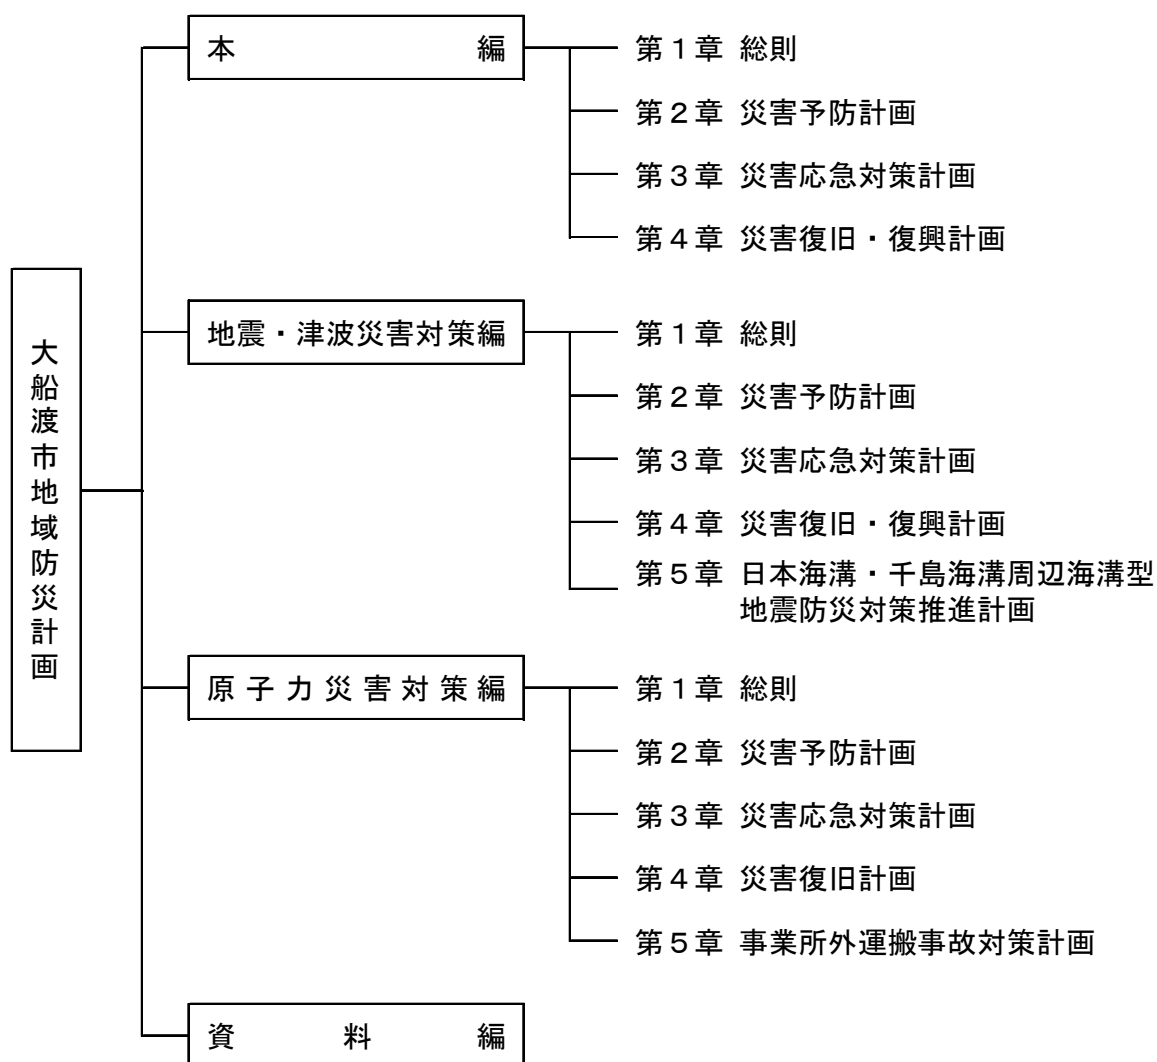 大船渡市地域防災計画
本編
第1章 総則
第2章 災害予防計画
第3章 災害応急対策計画
第4章 災害復旧・復興計画
地震・津波災害対策編
第1章 総則
第2章 災害予防計画
第3章 災害応急対策計画
第4章 災害復旧・復興計画
第5章 日本海溝・千島海溝周辺海溝型
地震防災対策推進計画
原子力災害対策編
第1章 総則
第2章 災害予防計画
第3章 災害応急対策計画
第4章 災害復旧計画
第5章 事業所外運搬事故対策計画
資料編